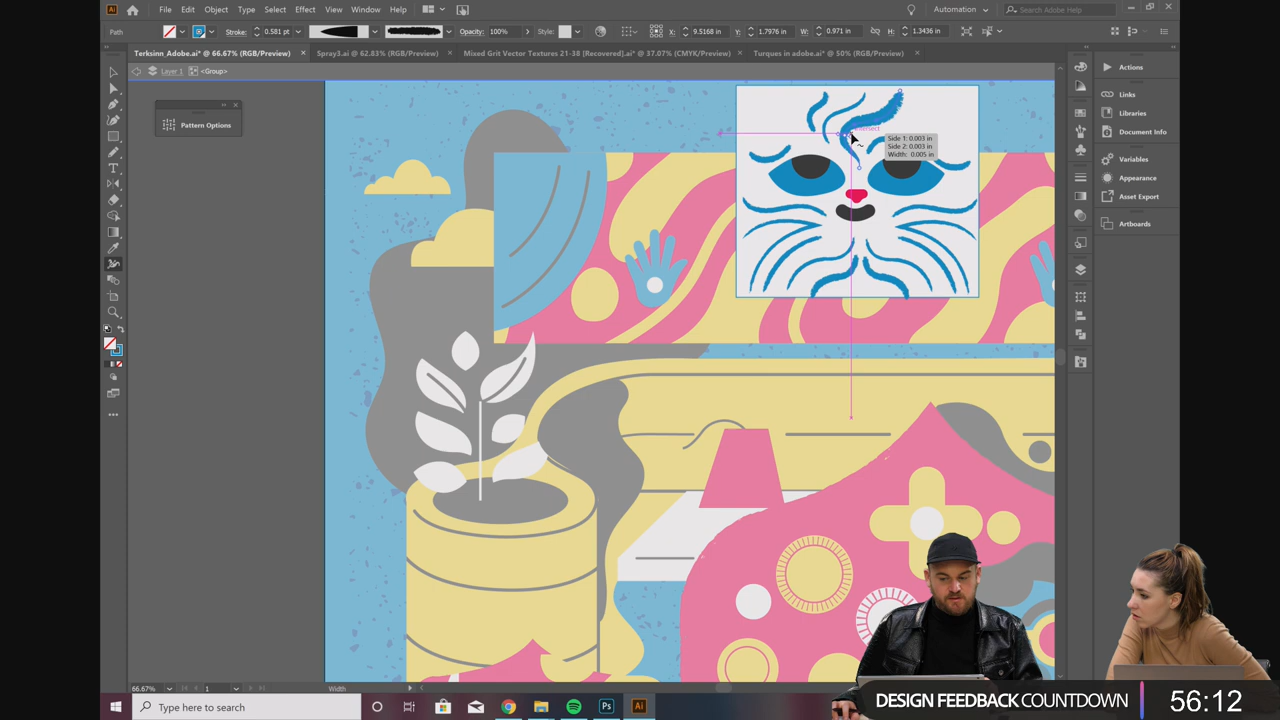 Ai File Edit Object Type Select Effect View Window Help Automation Search Adobe Help
Path Stroke: 0.581 pt Opacity: 100% Style: X: 9.5168 in Y: 1.7976 in W: 0.971 in H: 1.3436 in
Terksinn_Adobe.ai* @ 66.67% (RGB/Preview) × Spray3.ai @ 62.83% (RGB/Preview) × Mixed Grit Vector Textures 21-38 [Recovered].ai* @ 37.07% (CMYK/Preview) × Turques in adobe.ai* @ 50% (RGB/Preview) ×
Layer 1 <Group>
Pattern Options
intersect
Side 1: 0.003 in
Side 2: 0.003 in
Width: 0.005 in
Actions
Links
Libraries
Document Info
Variables
Appearance
Asset Export
Artboards
66.67% 1 Width
Type here to search
Ps Ai
DESIGN FEEDBACK COUNTDOWN 56:12